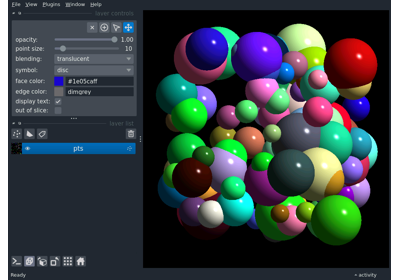 File View Plugins Window Help
layer controls
opacity: 1.00
point size: 10
blending: translucent
symbol: disc
face color: #1e05caff
edge color: dimgrey
display text:
out of slice:
layer list
pts
Ready
activity